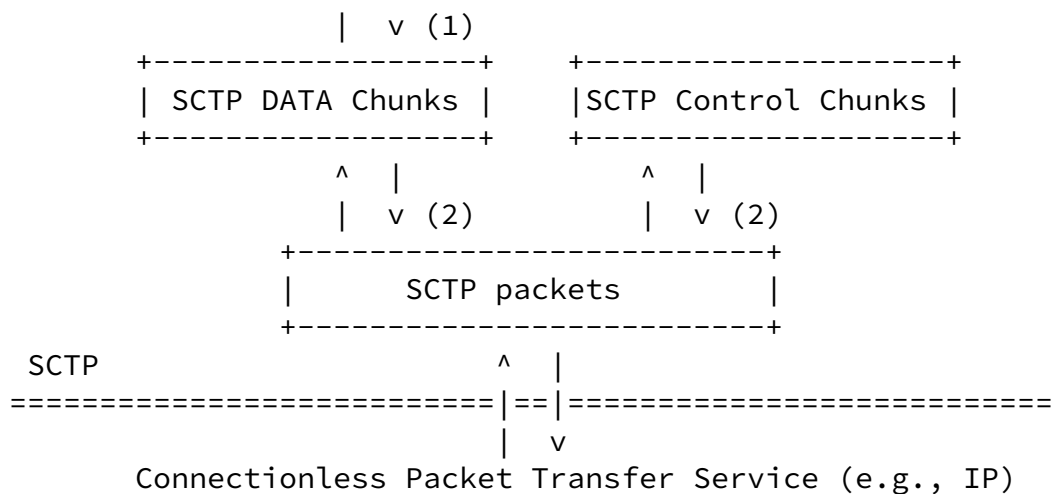 |  v (1)
       +------------------+    +--------------------+
       | SCTP DATA Chunks |    |SCTP Control Chunks |
       +------------------+    +--------------------+
                  ^  |             ^  |
                  |  v (2)         |  v (2)
               +--------------------------+
               |      SCTP packets        |
               +--------------------------+
 SCTP                      ^  |
===========================|==|===========================
                           |  v
       Connectionless Packet Transfer Service (e.g., IP)